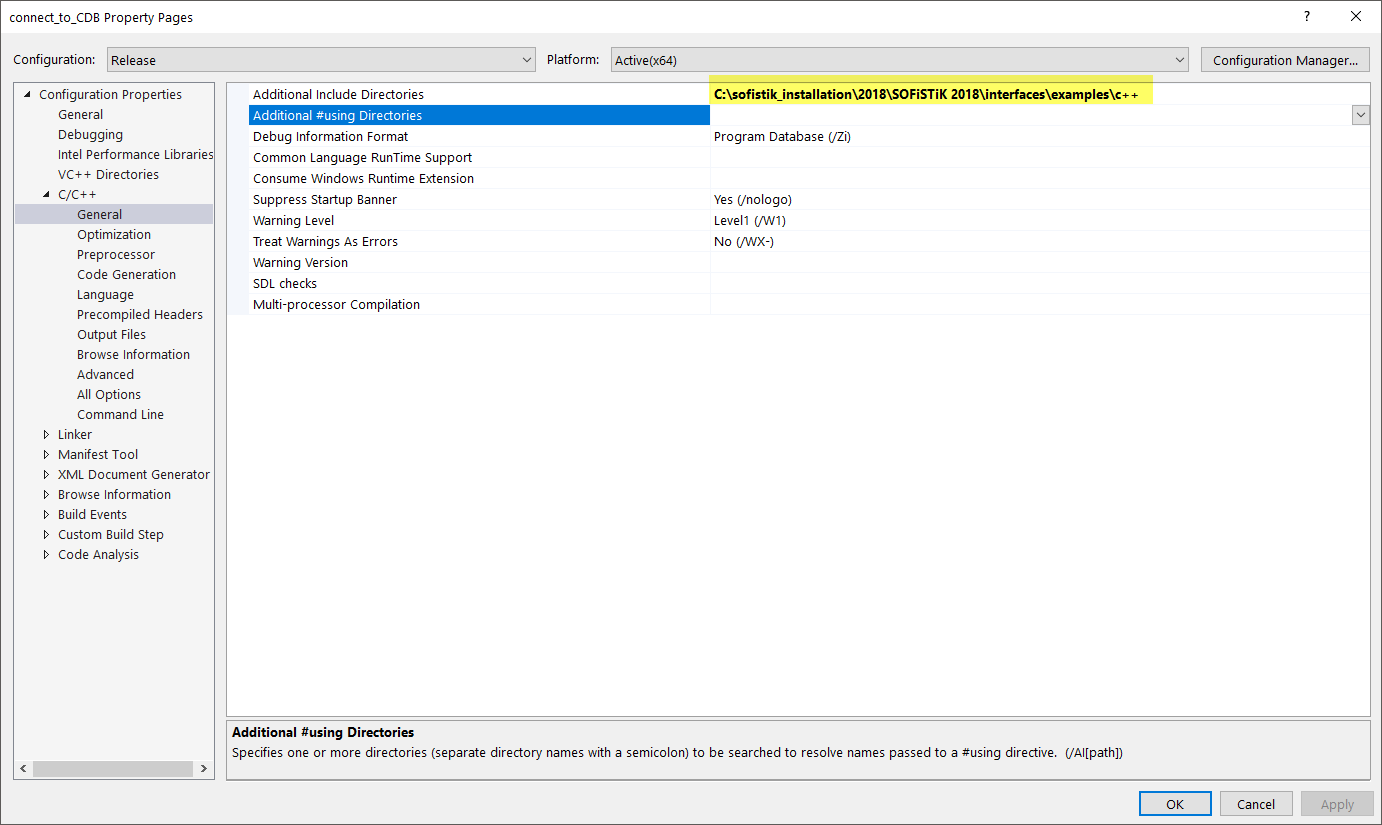 connect_to_CDB Property Pages
?
Configuration: Release Platform: Active(x64) Configuration Manager...
Configuration Properties
General
Debugging
Intel Performance Libraries
VC++ Directories
C/C++
General
Optimization
Preprocessor
Code Generation
Language
Precompiled Headers
Output Files
Browse Information
Advanced
All Options
Command Line
Linker
Manifest Tool
XML Document Generator
Browse Information
Build Events
Custom Build Step
Code Analysis
Additional Include Directories C:\sofistik_installation\2018\SOFiSTiK 2018\interfaces\examples\c++
Additional #using Directories
Debug Information Format Program Database (/Zi)
Common Language RunTime Support
Consume Windows Runtime Extension
Suppress Startup Banner Yes (/nologo)
Warning Level Level1 (/W1)
Treat Warnings As Errors No (/WX-)
Warning Version
SDL checks
Multi-processor Compilation
Additional #using Directories
Specifies one or more directories (separate directory names with a semicolon) to be searched to resolve names passed to a #using directive. (/AI[path])
OK Cancel Apply